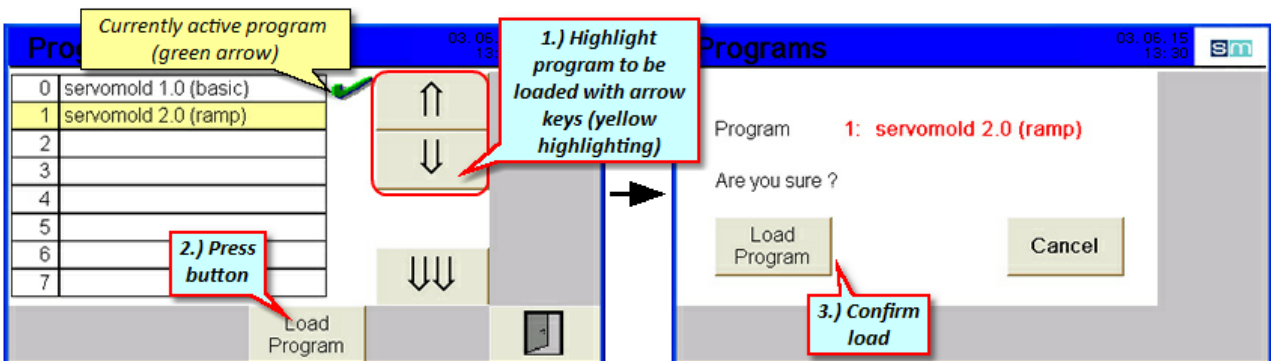 Currently active program
(green arrow)
Pro
03. 06.
13
0 servomold 1.0 (basic)
1 servomold 2.0 (ramp)
2
3
4
5
6
7
1.) Highlight
program to be
loaded with arrow
keys (yellow
highlighting)
2.) Press
button
Load
Program
Programs
03. 06. 15
13: 30
sm
Program 1: servomold 2.0 (ramp)
Are you sure ?
Load
Program
Cancel
3.) Confirm
load